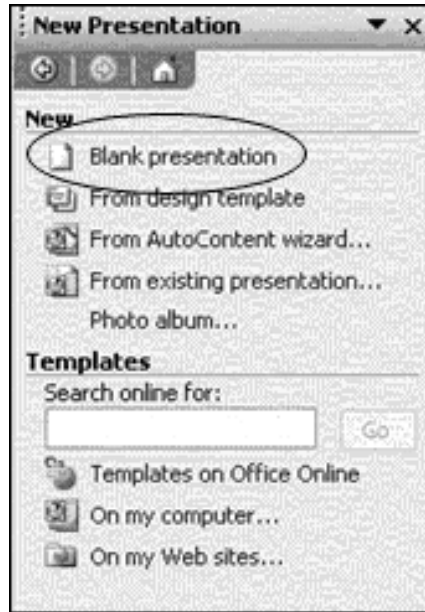 New Presentation
New
Blank presentation
From design template
From AutoContent wizard...
From existing presentation...
Photo album...
Templates
Search online for:
Go
Templates on Office Online
On my computer...
On my Web sites...